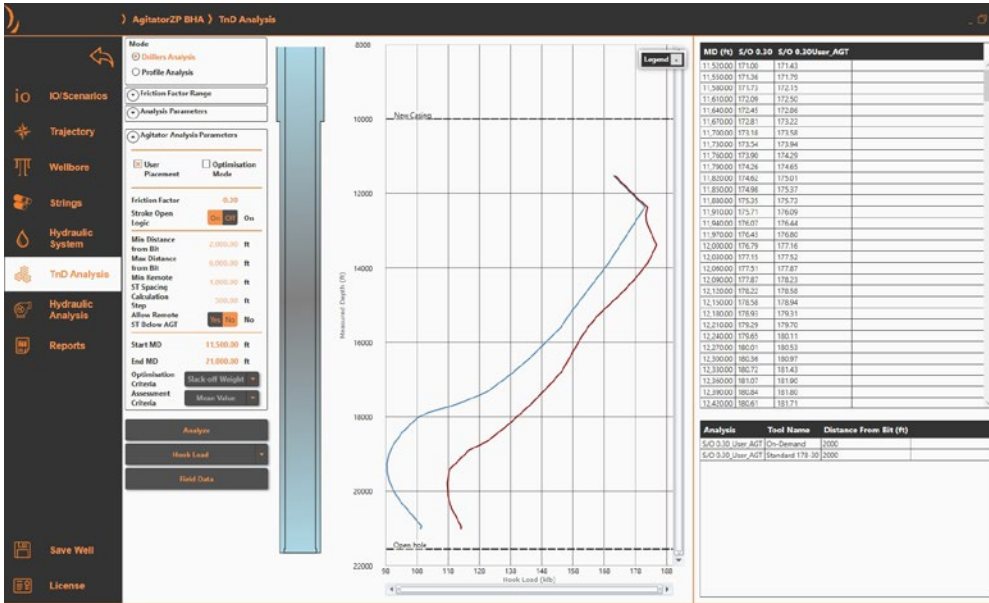 ⟩ AgitatorZP BHA ⟩ TnD Analysis
IO/Scenarios
Trajectory
Wellbore
Strings
Hydraulic
System
TnD Analysis
Hydraulic
Analysis
Reports
Save Well
License
Mode
Drillers Analysis
Profile Analysis
Friction Factor Range
Analysis Parameters
Agitator Analysis Parameters
User
Placement
Optimisation
Mode
Friction Factor 0.30
Stroke Open
Logic On Off On
Min Distance
from Bit 2,000.00 ft
Max Distance
from Bit 6,000.00 ft
Min Remote
ST Spacing 1,000.00 ft
Calculation
Step 500.00 ft
Allow Remote
ST Below AGT Yes No No
Start MD 11,500.00 ft
End MD 21,000.00 ft
Optimisation
Criteria Slack-off Weight
Assessment
Criteria Mean Value
Analyze
Hook Load
Field Data
Legend
8000
10000
12000
14000
16000
18000
20000
22000
Measured Depth (ft)
New Casing
Open hole
90 100 110 120 130 140 150 160 170 180
Hook Load (klb)
MD (ft) S/O 0.30 S/O 0.30User_AGT
11,520.00 171.00 171.43
11,550.00 171.36 171.79
11,580.00 171.73 172.15
11,610.00 172.09 172.50
11,640.00 172.45 172.86
11,670.00 172.81 173.22
11,700.00 173.18 173.58
11,730.00 173.54 173.94
11,760.00 173.90 174.29
11,790.00 174.26 174.65
11,820.00 174.62 175.01
11,850.00 174.98 175.37
11,880.00 175.35 175.73
11,910.00 175.71 176.09
11,940.00 176.07 176.44
11,970.00 176.43 176.80
12,000.00 176.79 177.16
12,030.00 177.15 177.52
12,060.00 177.51 177.87
12,090.00 177.87 178.23
12,120.00 178.22 178.58
12,150.00 178.58 178.94
12,180.00 178.93 179.31
12,210.00 179.29 179.70
12,240.00 179.65 180.11
12,270.00 180.01 180.53
12,300.00 180.36 180.97
12,330.00 180.72 181.43
12,360.00 181.07 181.90
12,390.00 180.84 181.80
12,420.00 180.61 181.71
Analysis Tool Name Distance From Bit (ft)
S/O 0.30_User_AGT On-Demand 2000
S/O 0.30_User_AGT Standard 178-30 2000